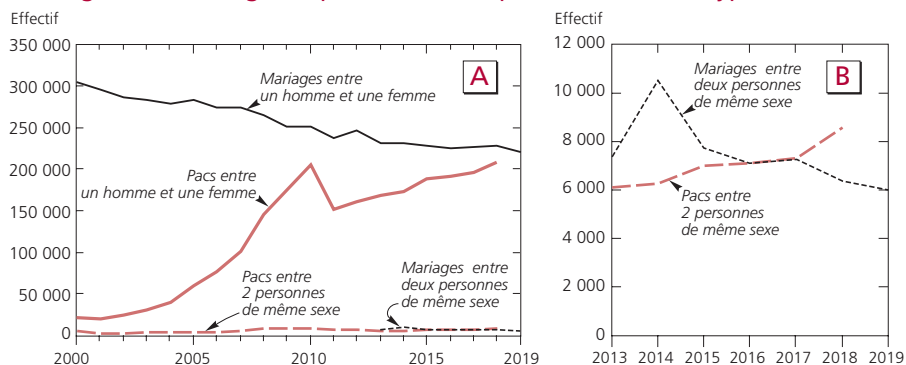 Effectif
350 000
300 000
250 000
200 000
150 000
100 000
50 000
0
2000
2005
2010
2015
2019
A
Mariages entre
un homme et une femme
Pacs entre
un homme et une femme
Pacs entre
2 personnes
de même sexe
Mariages entre
deux personnes
de même sexe
Effectif
12 000
10 000
8 000
6 000
4 000
2 000
0
2013
2014
2015
2016
2017
2018
2019
B
Mariages entre
deux personnes
de même sexe
Pacs entre
2 personnes
de même sexe